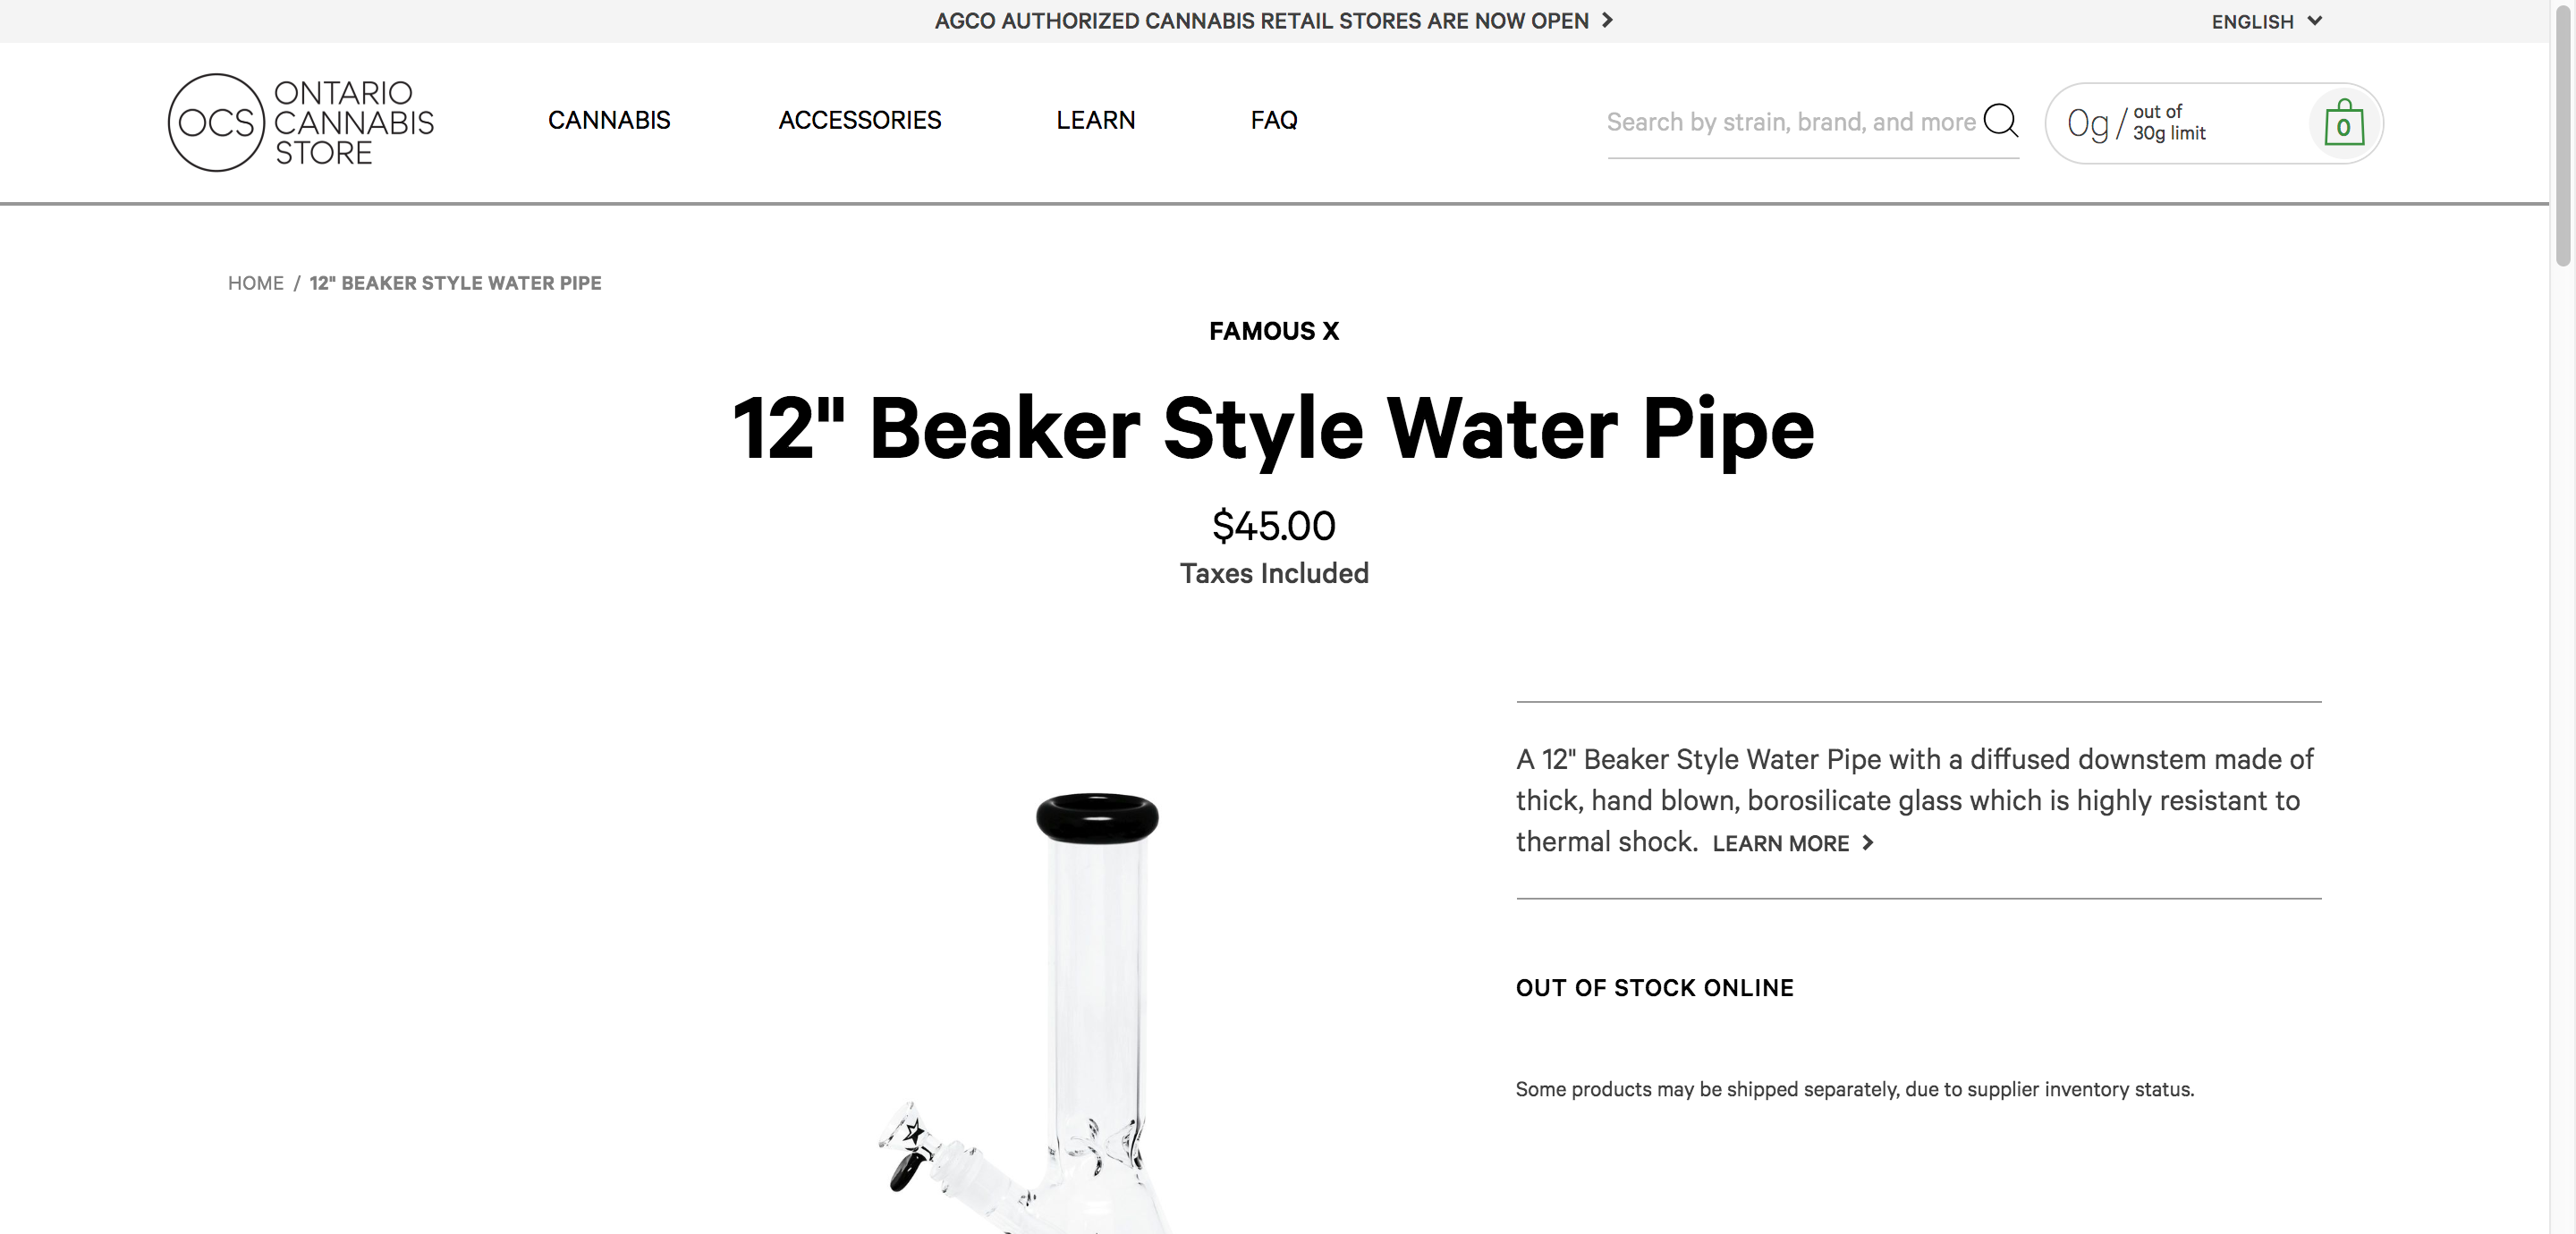 AGCO AUTHORIZED CANNABIS RETAIL STORES ARE NOW OPEN
ENGLISH
OCS
ONTARIO
CANNABIS
STORE
CANNABIS
ACCESSORIES
LEARN
FAQ
Search by strain, brand, and more
0g / out of
30g limit
0
HOME / 12" BEAKER STYLE WATER PIPE
FAMOUS X
12" Beaker Style Water Pipe
$45.00
Taxes Included
A 12" Beaker Style Water Pipe with a diffused downstem made of
thick, hand blown, borosilicate glass which is highly resistant to
thermal shock. LEARN MORE
OUT OF STOCK ONLINE
Some products may be shipped separately, due to supplier inventory status.